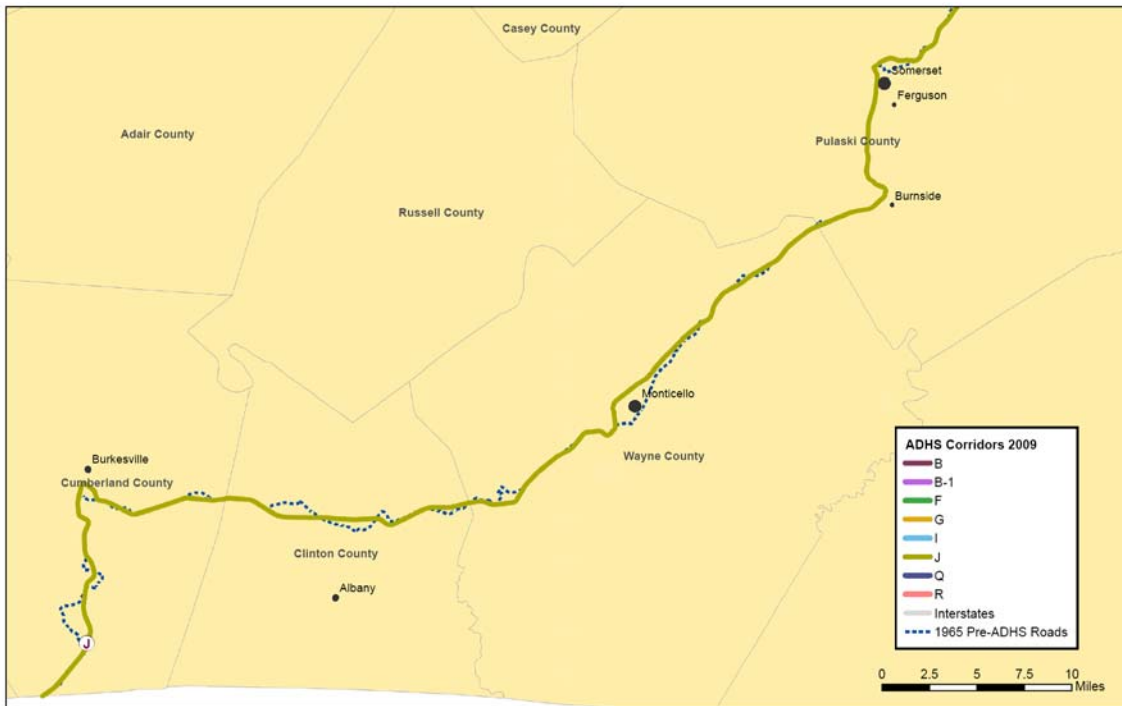 Casey County
Somerset
Ferguson
Adair County
Pulaski County
Burnside
Russell County
Monticello
Wayne County
Burkesville
Cumberland County
Clinton County
Albany
J
ADHS Corridors 2009
B
B-1
F
G
I
J
Q
R
Interstates
1965 Pre-ADHS Roads
0 2.5 5 7.5 10
Miles